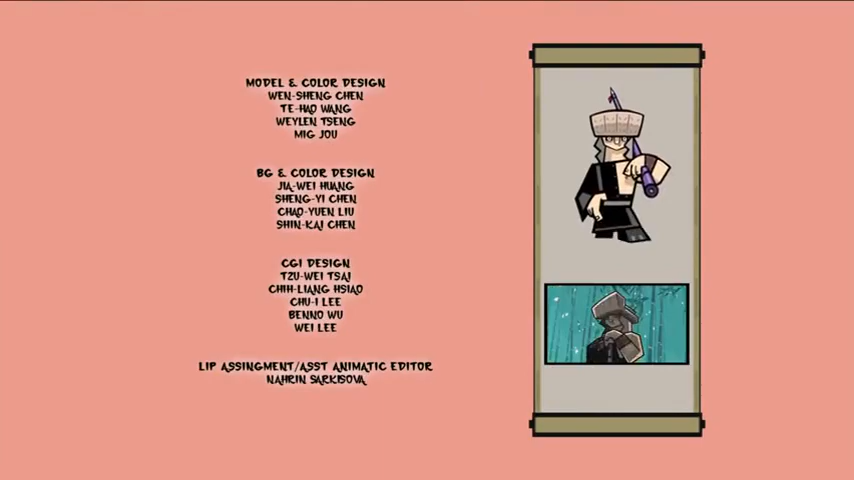 MODEL & COLOR DESIGN
WEN-SHENG CHEN
TE-HAO WANG
WEYLEN TSENG
MIG JOU
BG & COLOR DESIGN
JIA-WEI HUANG
SHENG-YI CHEN
CHAO-YUEN LIU
SHIN-KAI CHEN
CGI DESIGN
TZU-WEI TSAI
CHIH-LIANG HSIAO
CHU-I LEE
BENNO WU
WEI LEE
LIP ASSINGMENT/ASST ANIMATIC EDITOR
NAHRIN SARKISOVA